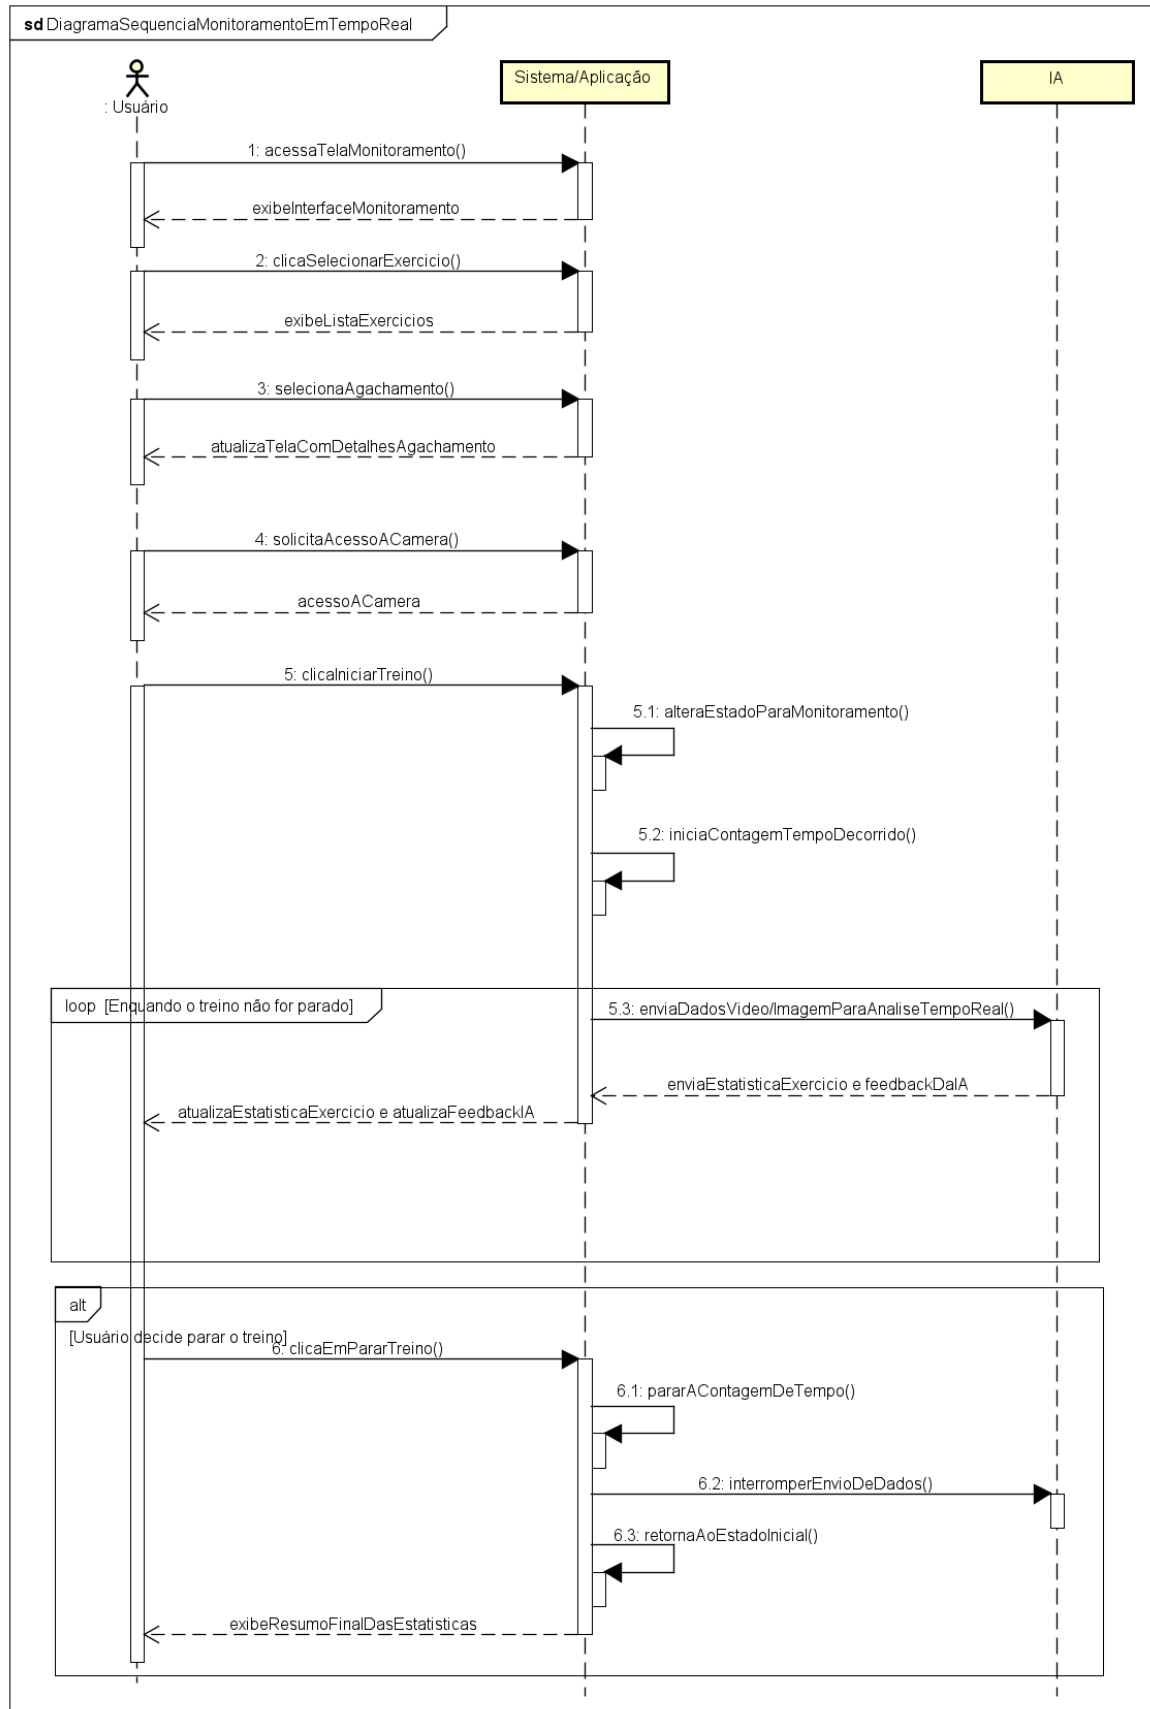 sd DiagramaSequenciaMonitoramentoEmTempoReal
: Usuário
Sistema/Aplicação
IA
1: acessaTelaMonitoramento()
exibeInterfaceMonitoramento
2: clicaSelecionarExercicio()
exibeListaExercicios
3: selecionaAgachamento()
atualizaTelaComDetalhesAgachamento
4: solicitaAcessoACamera()
acessoACamera
5: clicaIniciarTreino()
5.1: alteraEstadoParaMonitoramento()
5.2: iniciaContagemTempoDecorrido()
loop [Enquando o treino não for parado]
5.3: enviaDadosVideo/ImagemParaAnaliseTempoReal()
enviaEstatisticaExercicio e feedbackDaIA
atualizaEstatisticaExercicio e atualizaFeedbackIA
alt
[Usuário decide parar o treino]
6: clicaEmPararTreino()
6.1: pararAContagemDeTempo()
6.2: interromperEnvioDeDados()
6.3: retornaAoEstadoInicial()
exibeResumoFinalDasEstatisticas